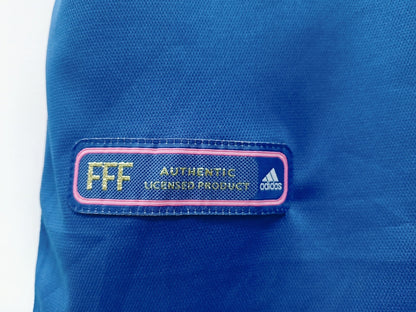 FFF
AUTHENTIC
LICENSED PRODUCT
adidas